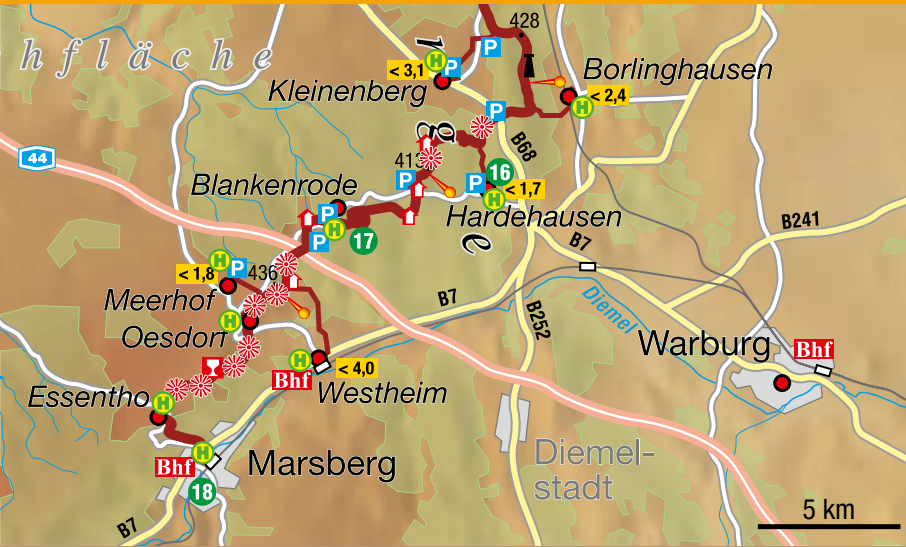 428
h f l ä c h e
1
H
P
P
< 3,1
Borlinghausen
Kleinenberg
< 2,4
H
P
g
B68
44
413
16
Blankenrode
P
P
< 1,7
H
P
Hardehausen
B241
H
17
P
e
B7
H
P
436
< 1,8
Meerhof
B7
Diemel
H
Oesdorf
B252
Warburg
Bhf
H
< 4,0
Bhf
Westheim
Essentho
H
H
Bhf
Marsberg
Diemel-
stadt
18
5 km
B7